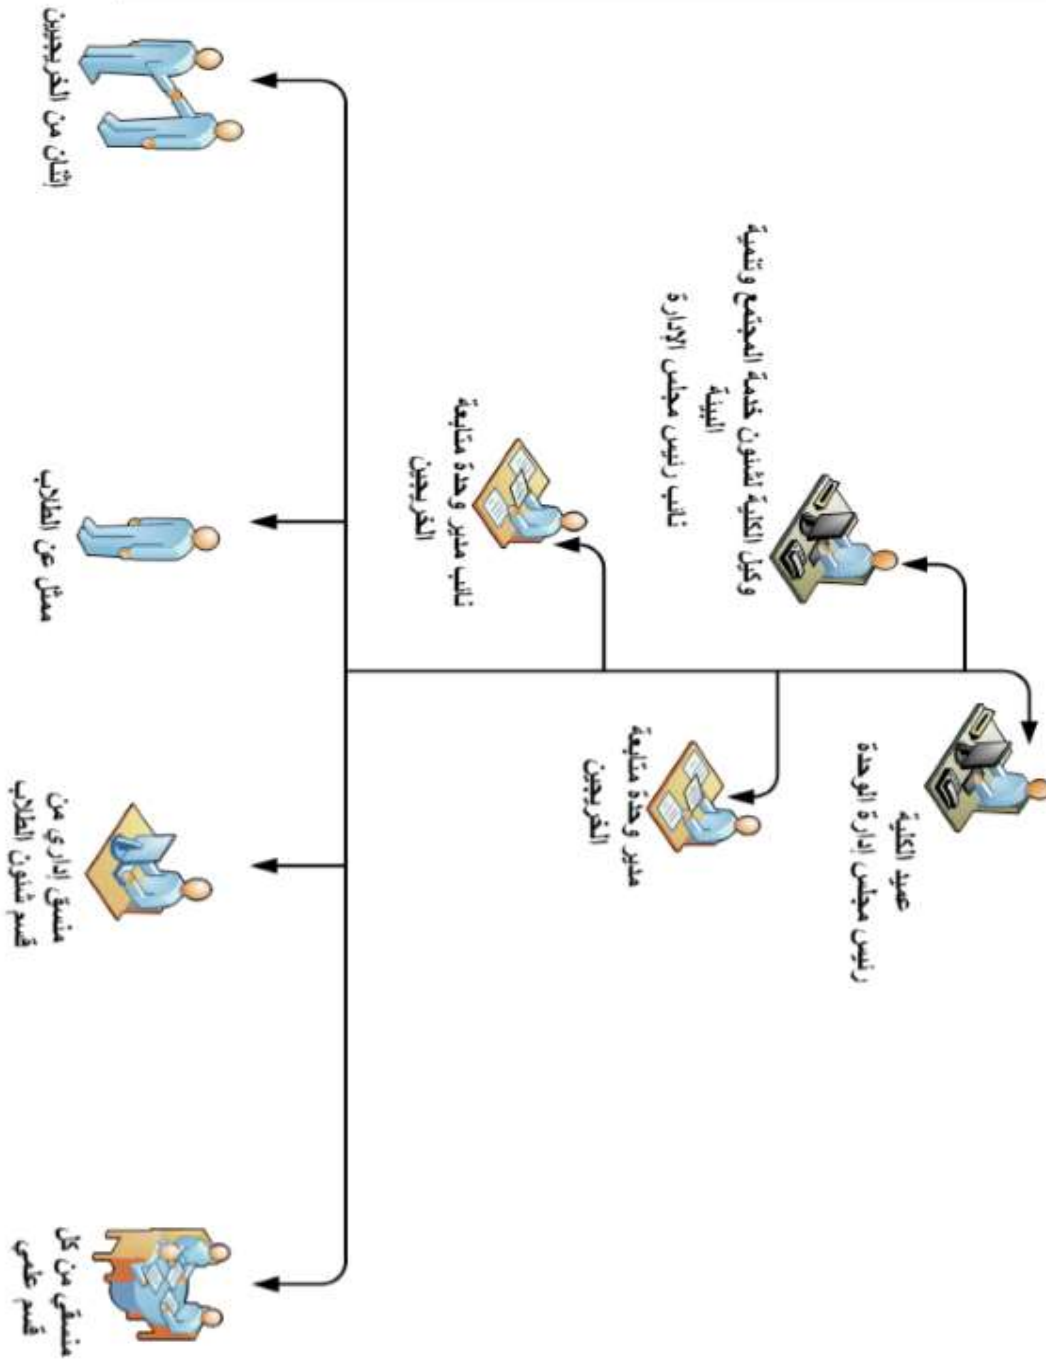 عميد الكلية
رئيس مجلس إدارة الوحدة
وكيل الكلية لشئون خدمة المجتمع وتنمية
البيئة
نائب رئيس مجلس الإدارة
مدير وحدة متابعة
الخريجين
نائب مدير وحدة متابعة
الخريجين
منسقي من كل
قسم علمي
منسق إداري من
قسم شئون الطلاب
ممثل عن الطلاب
إثنان من الخريجيين